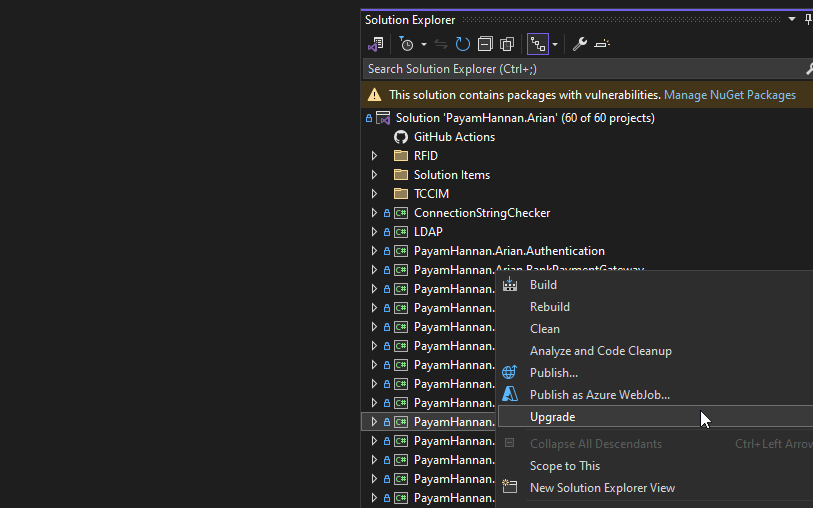 Solution Explorer
Search Solution Explorer (Ctrl+;)
This solution contains packages with vulnerabilities. Manage NuGet Packages
Solution 'PayamHannan.Arian' (60 of 60 projects)
GitHub Actions
RFID
Solution Items
TCCIM
C# ConnectionStringChecker
C# LDAP
C# PayamHannan.Arian.Authentication
C# PayamHannan.Arian.BankPaymentGateway
C# PayamHannan.
C# PayamHannan.
C# PayamHannan.
C# PayamHannan.
C# PayamHannan.
C# PayamHannan.
C# PayamHannan.
C# PayamHannan.
C# PayamHannan.
C# PayamHannan.
C# PayamHannan.
C# PayamHannan.
Build
Rebuild
Clean
Analyze and Code Cleanup
Publish...
Publish as Azure WebJob...
Upgrade
Collapse All Descendants Ctrl+Left Arrow
Scope to This
New Solution Explorer View